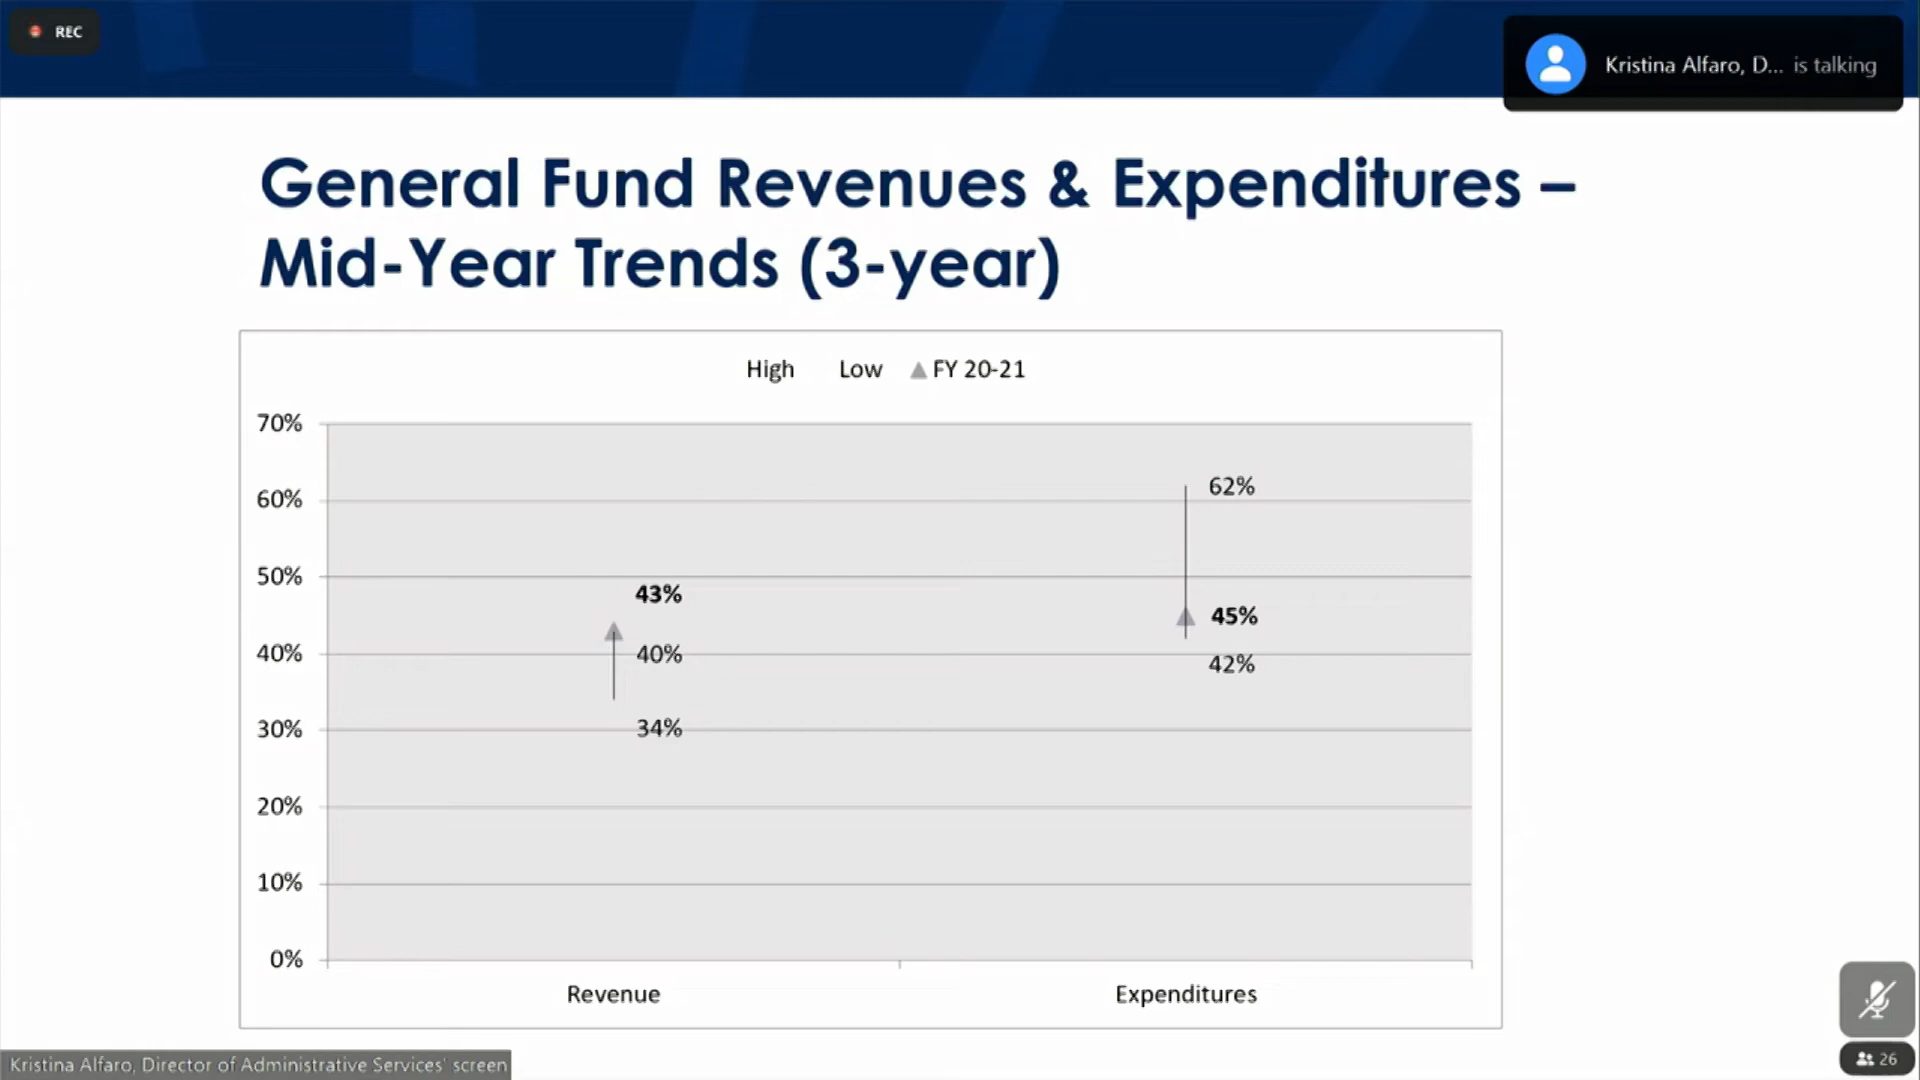 REC
Kristina Alfaro, D... is talking
General Fund Revenues & Expenditures –
Mid-Year Trends (3-year)
High Low FY 20-21
70%
60%
50%
40%
30%
20%
10%
0%
43%
40%
34%
62%
45%
42%
Revenue Expenditures
Kristina Alfaro, Director of Administrative Services' screen
26